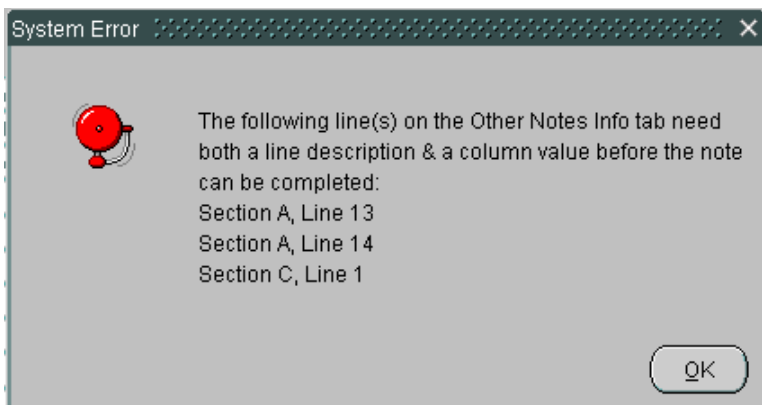 System Error
The following line(s) on the Other Notes Info tab need
both a line description & a column value before the note
can be completed:
Section A, Line 13
Section A, Line 14
Section C, Line 1
OK